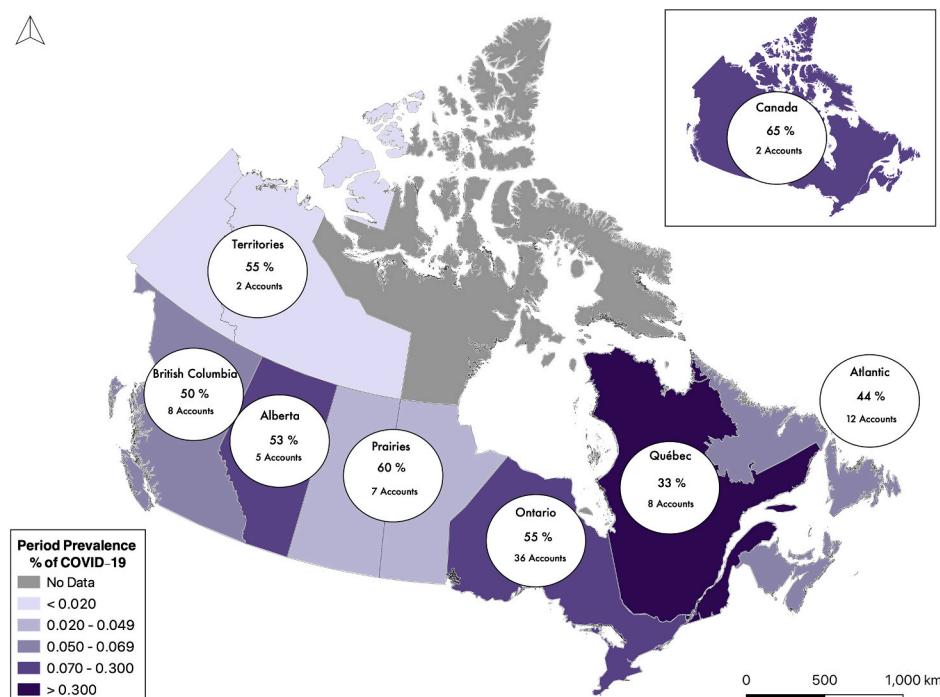 Canada
65 %
2 Accounts
Territories
55 %
2 Accounts
British Columbia
50 %
8 Accounts
Alberta
53 %
5 Accounts
Prairies
60 %
7 Accounts
Ontario
55 %
36 Accounts
Québec
33 %
8 Accounts
Atlantic
44 %
12 Accounts
Period Prevalence
% of COVID-19
No Data
< 0.020
0.020 - 0.049
0.050 - 0.069
0.070 - 0.300
> 0.300
0 500 1,000 km